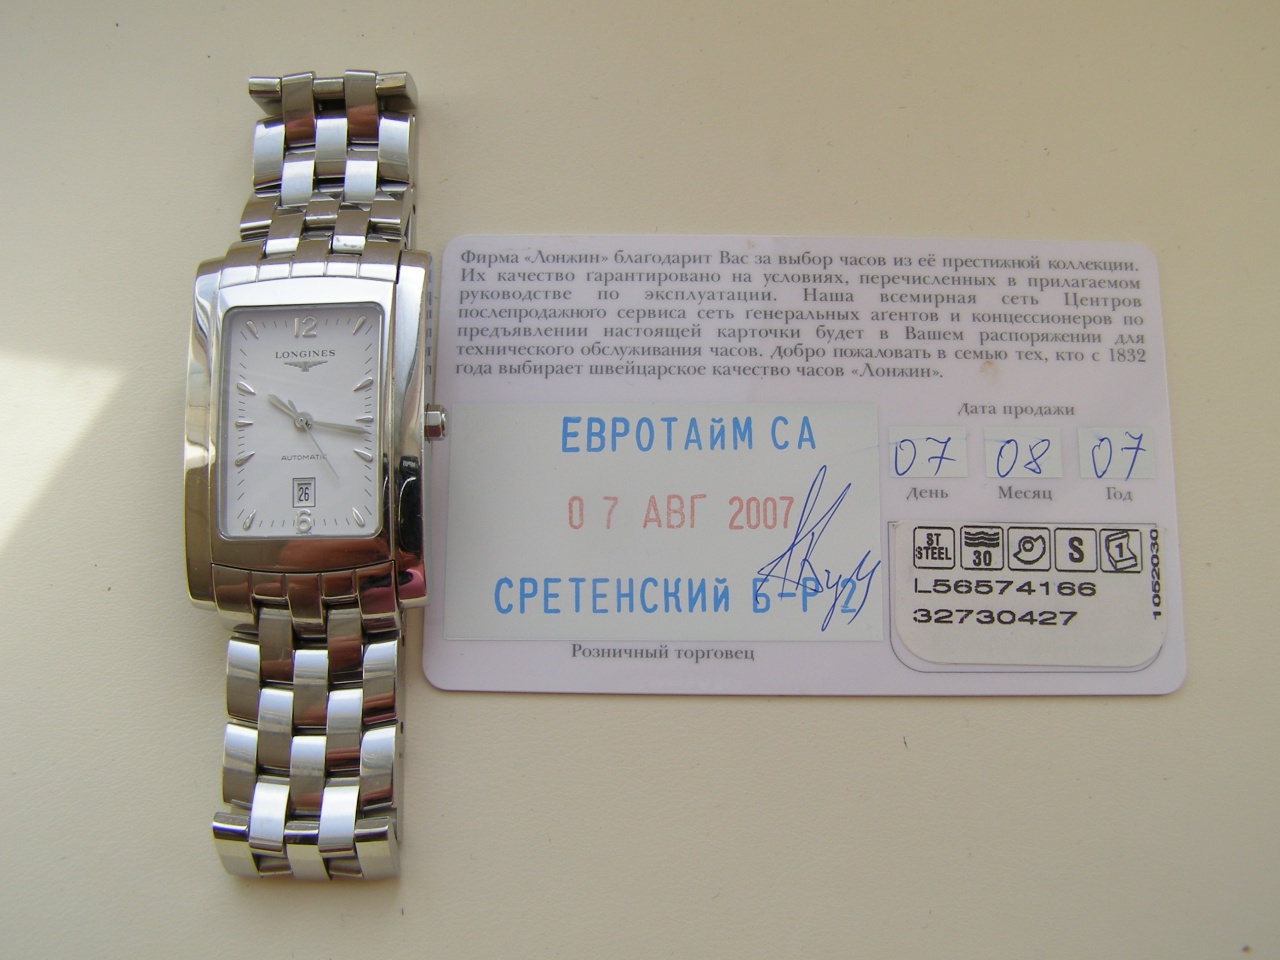 12
LONGINES
AUTOMATIC
26
6
Фирма «Лонжин» благодарит Вас за выбор часов из её престижной коллекции.
Их качество гарантировано на условиях, перечисленных в прилагаемом
руководстве по эксплуатации. Наша всемирная сеть Центров
послепродажного сервиса сеть генеральных агентов и концессионеров по
предъявлении настоящей карточки будет в Вашем распоряжении для
технического обслуживания часов. Добро пожаловать в семью тех, кто с 1832
года выбирает швейцарское качество часов «Лонжин».
ЕВРОТАйМ СА
07 АВГ 2007
СРЕТЕНСКИй Б-Р 2
Розничный торговец
Дата продажи
07 08 07
День Месяц Год
ST STEEL 30 S 1
L56574166
32730427
1052030